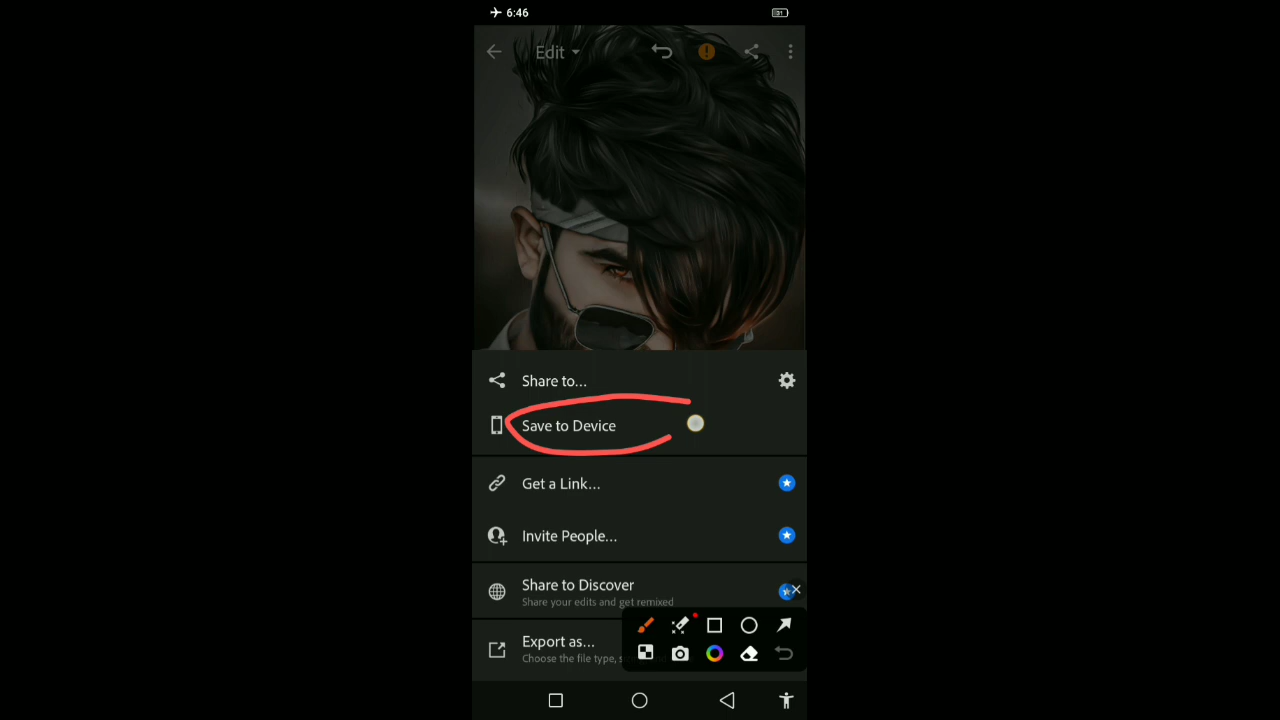 6:46
Edit
Share to...
Save to Device
Get a Link...
Invite People...
Share to Discover
Share your edits and get remixed
Export as...
Choose the file type,